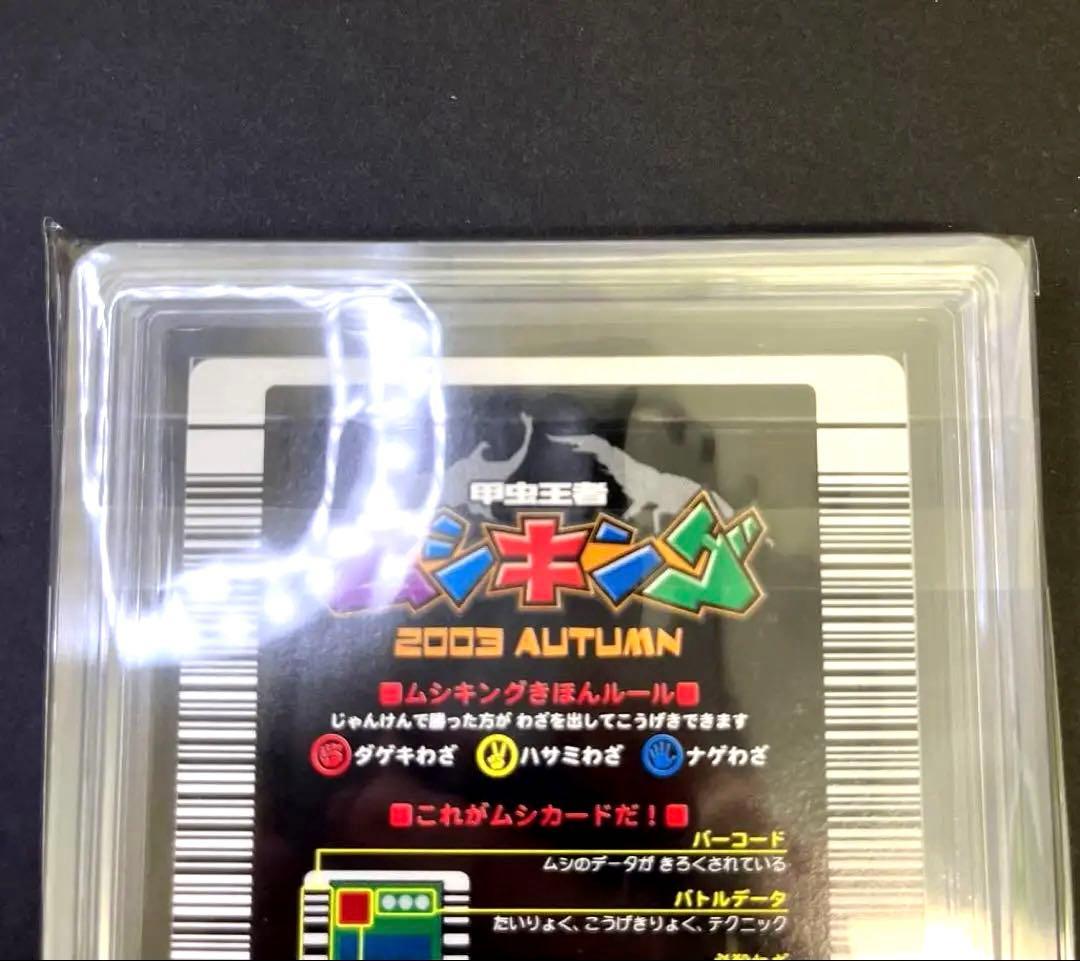 甲虫王者
ムシキング
2003 AUTUMN
ムシキングきほんルール
じゃんけんで勝った方が わざを出してこうげきできます
ダゲキわざ ハサミわざ ナゲわざ
これがムシカードだ！
バーコード
ムシのデータが きろくされている
バトルデータ
たいりょく、こうげきりょく、テクニック